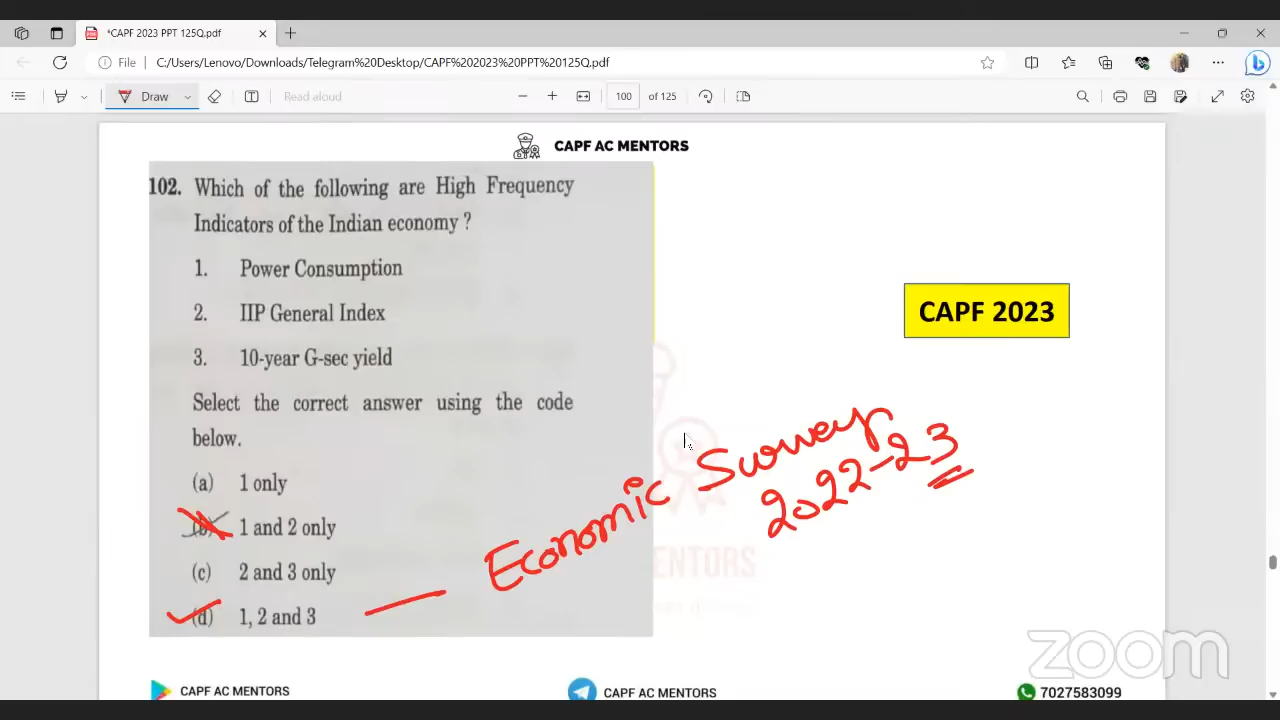 *CAPF 2023 PPT 125Q.pdf
File
C:/Users/Lenovo/Downloads/Telegram%20Desktop/CAPF%202023%20PPT%20125Q.pdf
Draw
Read aloud
100 of 125
CAPF AC MENTORS
102. Which of the following are High Frequency
Indicators of the Indian economy ?
1. Power Consumption
2. IIP General Index
3. 10-year G-sec yield
Select the correct answer using the code
below.
(a) 1 only
(b) 1 and 2 only
(c) 2 and 3 only
(d) 1, 2 and 3
CAPF 2023
Economic Survey
2022-23
MENTORS
zoom
CAPF AC MENTORS
CAPF AC MENTORS
7027583099